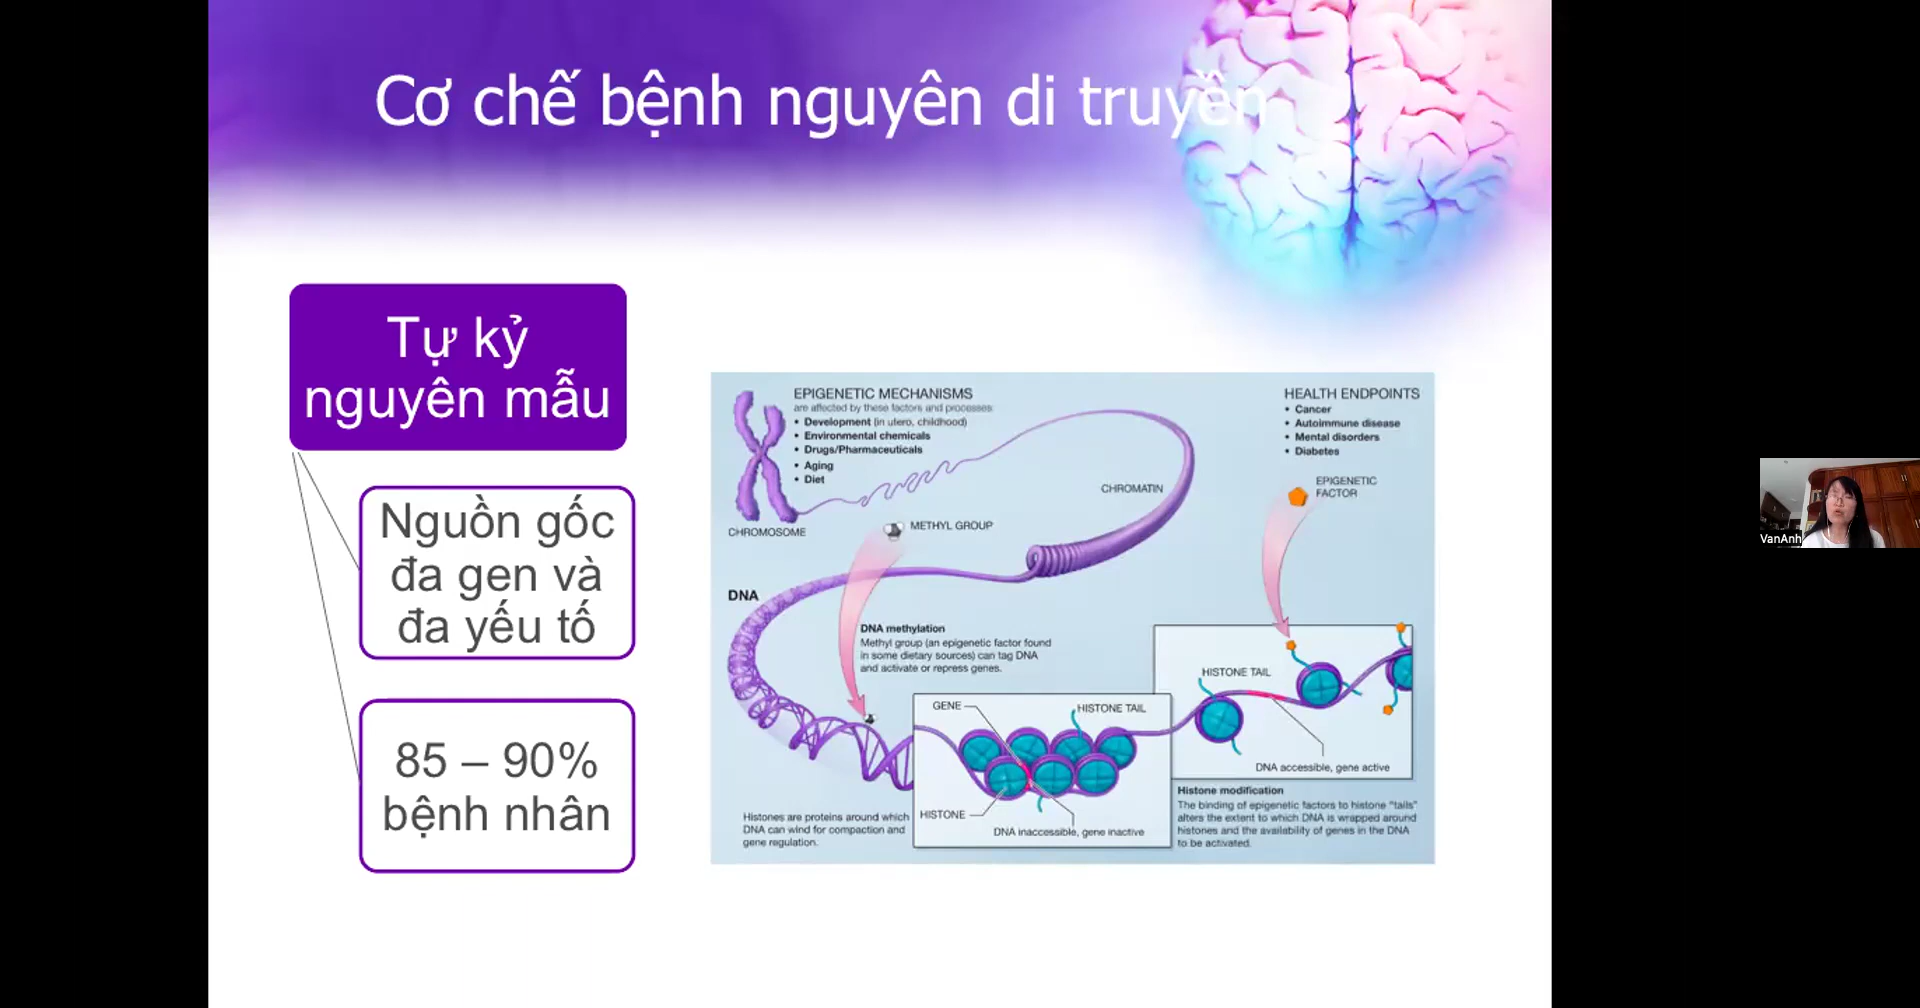 Cơ chế bệnh nguyên di truyền
Tự kỷ
nguyên mẫu
Nguồn gốc
đa gen và
đa yếu tố
85 – 90%
bệnh nhân
EPIGENETIC MECHANISMS
are affected by these factors and processes:
• Development (in utero, childhood)
• Environmental chemicals
• Drugs/Pharmaceuticals
• Aging
• Diet
CHROMOSOME
METHYL GROUP
CHROMATIN
HEALTH ENDPOINTS
• Cancer
• Autoimmune disease
• Mental disorders
• Diabetes
EPIGENETIC
FACTOR
DNA
DNA methylation
Methyl group (an epigenetic factor found
in some dietary sources) can tag DNA
and activate or repress genes.
GENE
HISTONE TAIL
HISTONE TAIL
DNA accessible, gene active
HISTONE
DNA inaccessible, gene inactive
Histones are proteins around which
DNA can wind for compaction and
gene regulation.
Histone modification
The binding of epigenetic factors to histone "tails"
alters the extent to which DNA is wrapped around
histones and the availability of genes in the DNA
to be activated.
VanAnh